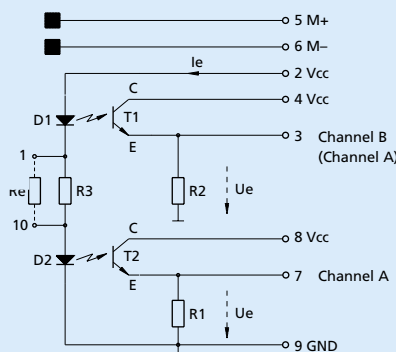 5 M+
6 M–
Ie
2 Vcc
C
4 Vcc
D1
T1
E
3 Channel B
(Channel A)
1
Re
R3
R2
Ue
10
C
8 Vcc
D2
T2
E
7 Channel A
R1
Ue
9 GND